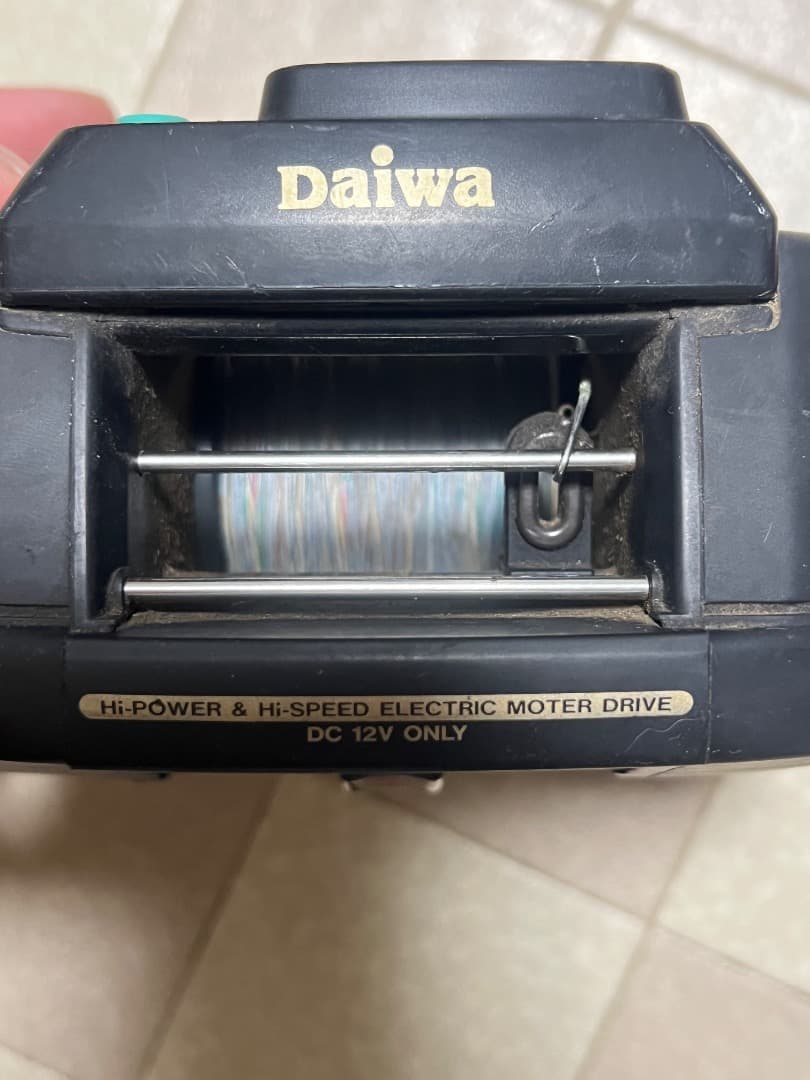 Daiwa
Hi-POWER & Hi-SPEED ELECTRIC MOTER DRIVE
DC 12V ONLY